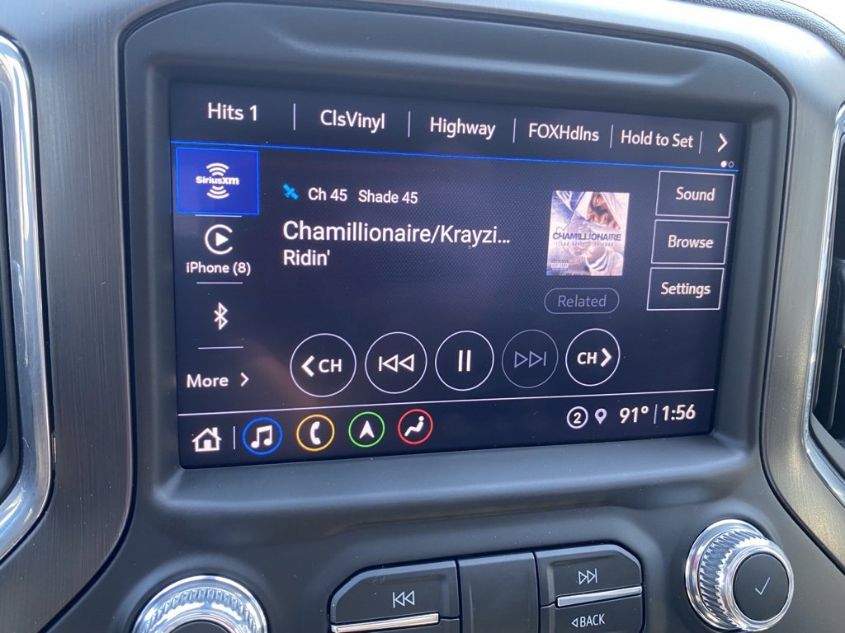 Hits 1 ClsVinyl Highway FOXHdlns Hold to Set
SiriusXM
Ch 45 Shade 45
Sound
Chamillionaire/Krayzi...
Ridin'
CHAMILLIONAIRE
Browse
iPhone (8)
Settings
Related
CH CH
More
2 91° 1:56
BACK